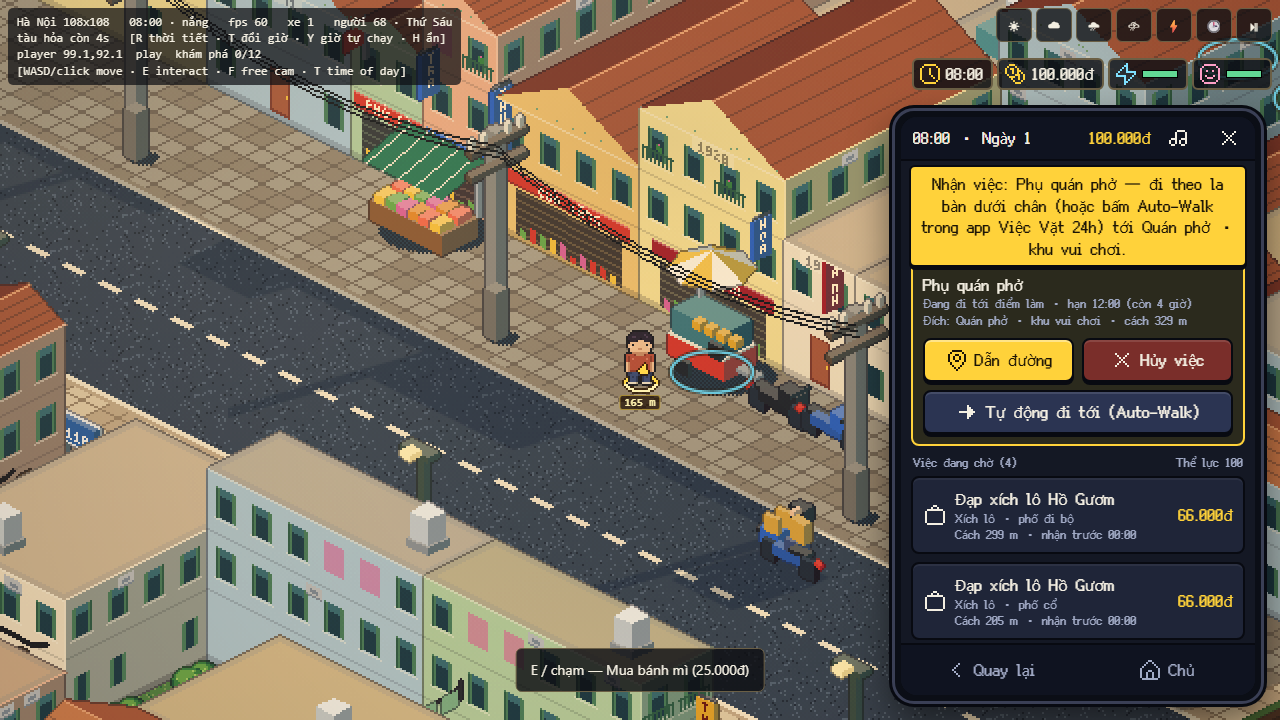 Hà Nội 108x108   08:00 · nắng   fps 60   xe 1   người 68 · Thứ Sáu
tàu hỏa còn 4s   [R thời tiết · T đổi giờ · Y giờ tự chạy · H ẩn]
player 99.1,92.1   play   khám phá 0/12
[WASD/click move · E interact · F free cam · T time of day]
08:00
100.000đ
08:00 · Ngày 1
100.000đ
Nhận việc: Phụ quán phở — đi theo la
bàn dưới chân (hoặc bấm Auto-Walk
trong app Việc Vặt 24h) tới Quán phở ·
khu vui chơi.
Phụ quán phở
Đang đi tới điểm làm · hạn 12:00 (còn 4 giờ)
Đích: Quán phở · khu vui chơi · cách 329 m
Dẫn đường
Hủy việc
Tự động đi tới (Auto-Walk)
Việc đang chờ (4)
Thể lực 100
Đạp xích lô Hồ Gươm
Xích lô · phố đi bộ
Cách 299 m · nhận trước 00:00
66.000đ
Đạp xích lô Hồ Gươm
Xích lô · phố cổ
Cách 205 m · nhận trước 00:00
66.000đ
Quay lại
Chủ
1920
165 m
E / chạm — Mua bánh mì (25.000đ)